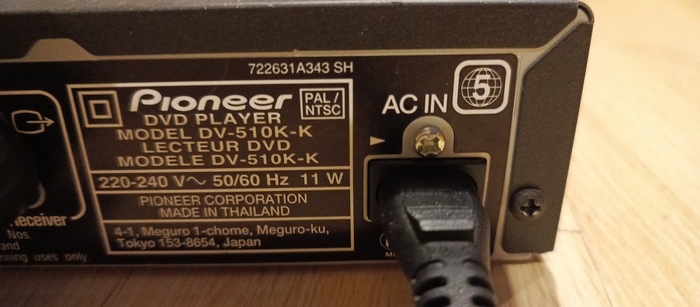 722631A343 SH
Pioneer
PAL/
NTSC
DVD PLAYER
MODEL DV-510K-K
LECTEUR DVD
MODELE DV-510K-K
220-240 V~ 50/60 Hz 11 W
PIONEER CORPORATION
MADE IN THAILAND
4-1, Meguro 1-chome, Meguro-ku,
Tokyo 153-8654, Japan
AC IN
5
Receiver
Nos.
and
ewing uses only